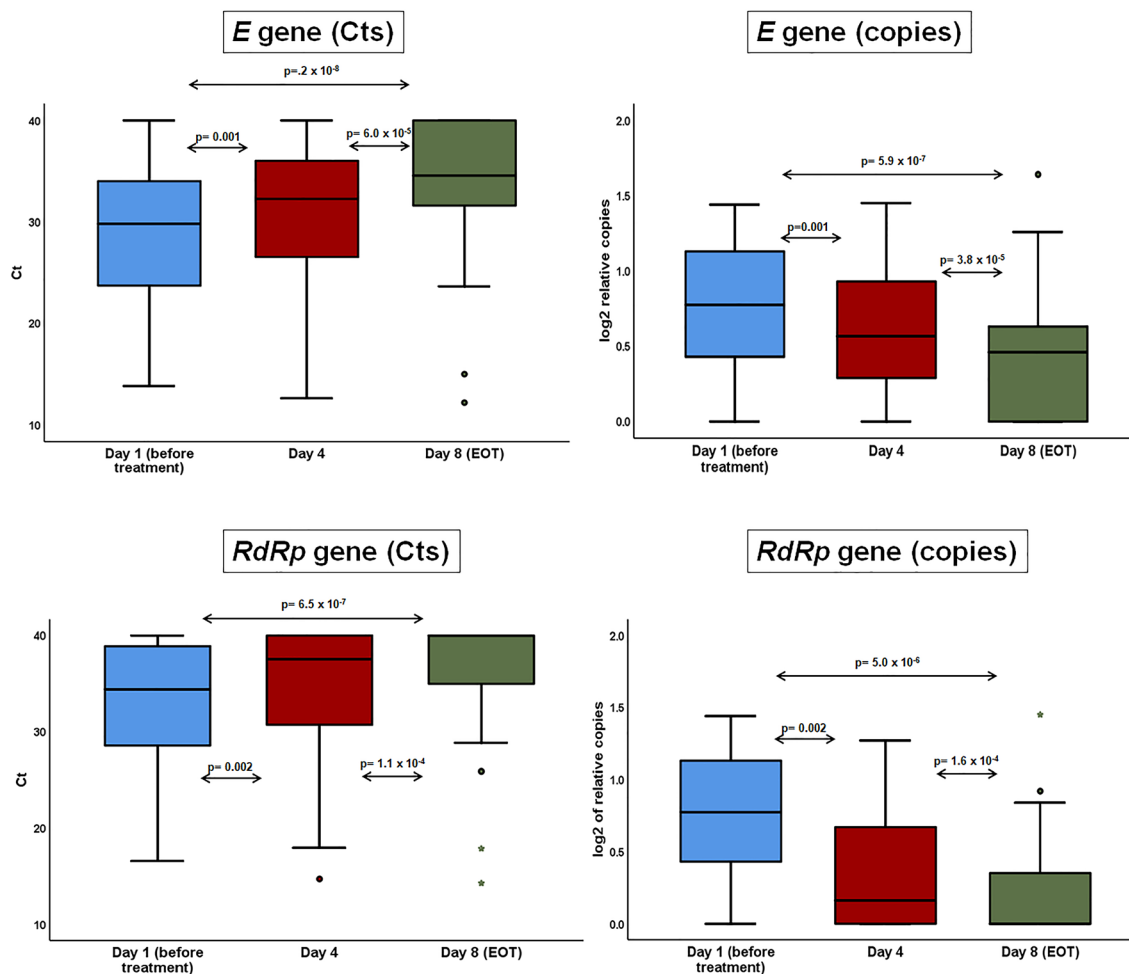 E gene (Cts)
p=.2 x 10⁻⁸
p= 0.001
p= 6.0 x 10⁻⁵
40
30
20
10
Ct
Day 1 (before
treatment)
Day 4
Day 8 (EOT)
E gene (copies)
p= 5.9 x 10⁻⁷
p=0.001
p= 3.8 x 10⁻⁵
2.0
1.5
1.0
0.5
0.0
log2 relative copies
Day 1 (before
treatment)
Day 4
Day 8 (EOT)
RdRp gene (Cts)
p= 6.5 x 10⁻⁷
p= 0.002
p= 1.1 x 10⁻⁴
40
30
20
10
Ct
Day 1 (before
treatment)
Day 4
Day 8 (EOT)
RdRp gene (copies)
p= 5.0 x 10⁻⁶
p= 0.002
p= 1.6 x 10⁻⁴
2.0
1.5
1.0
0.5
0.0
log2 of relative copies
Day 1 (before
treatment)
Day 4
Day 8 (EOT)